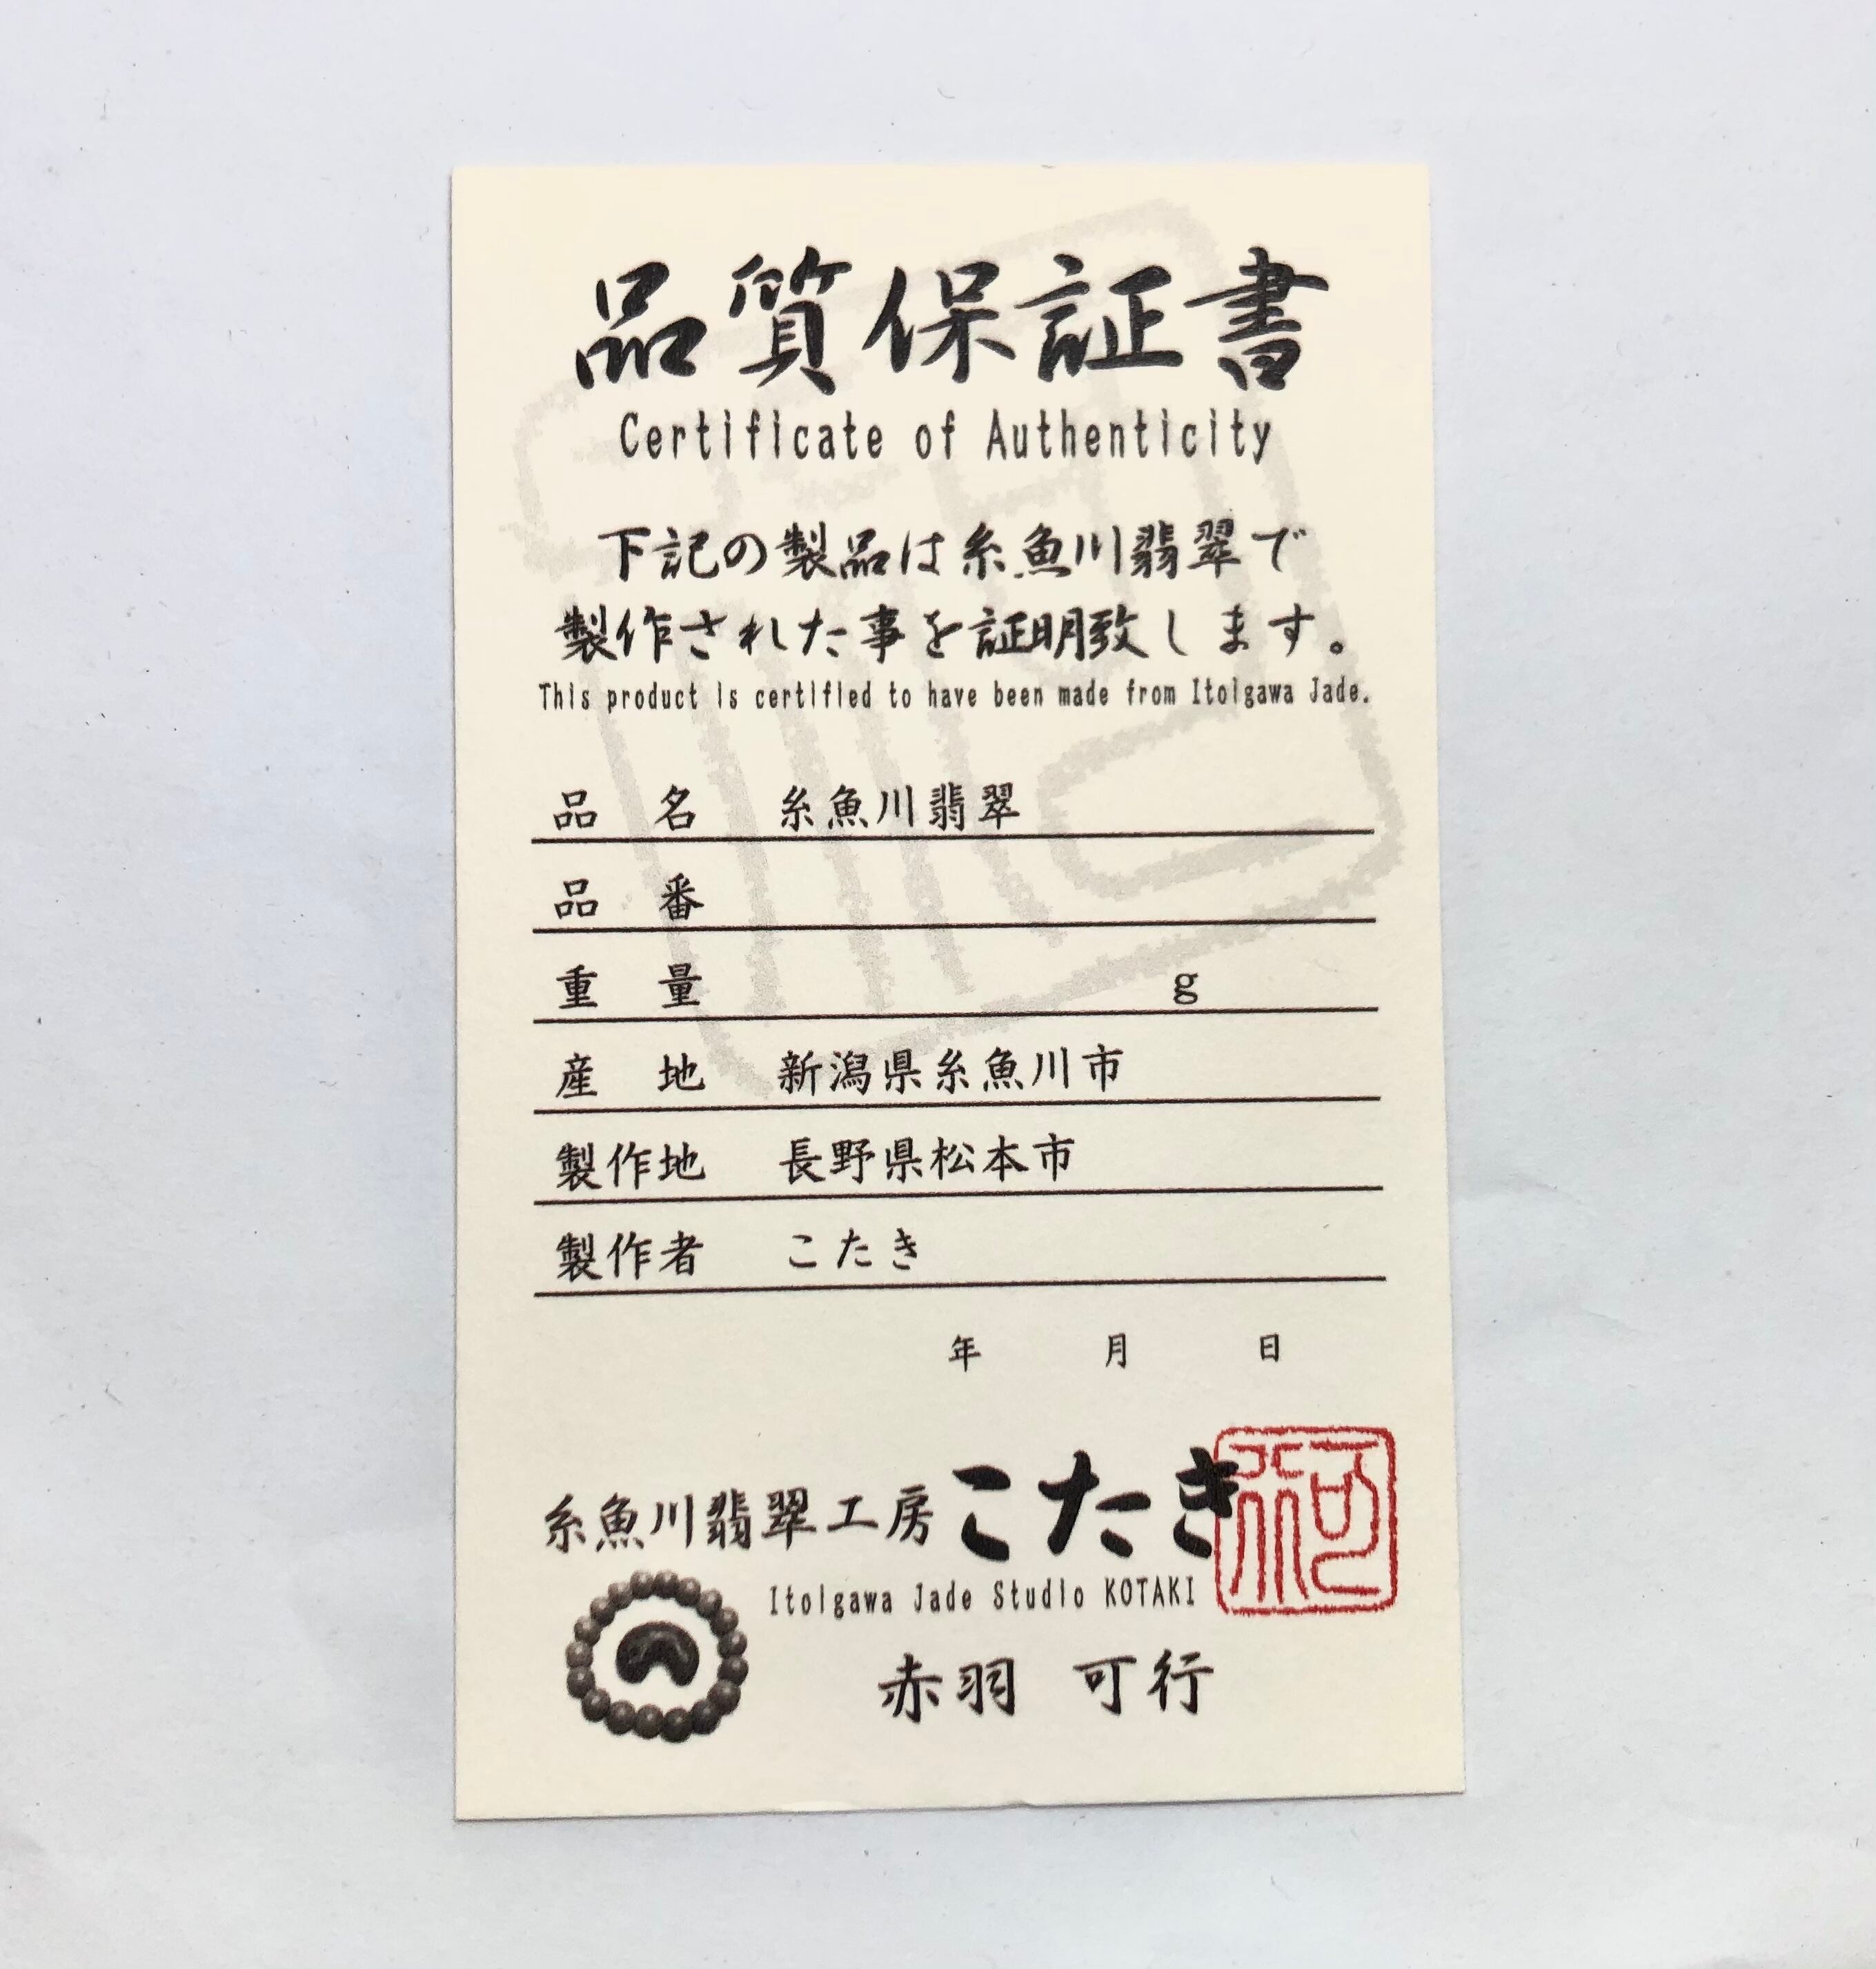 品質保証書
Certificate of Authenticity
下記の製品は糸魚川翡翠で
製作された事を証明致します。
This product is certified to have been made from Itoigawa Jade.
品 名 糸魚川翡翠
品 番
重 量 g
産 地 新潟県糸魚川市
製作地 長野県松本市
製作者 こたき
年 月 日
糸魚川翡翠工房 こたき
Itoigawa Jade Studio KOTAKI
赤羽 可行